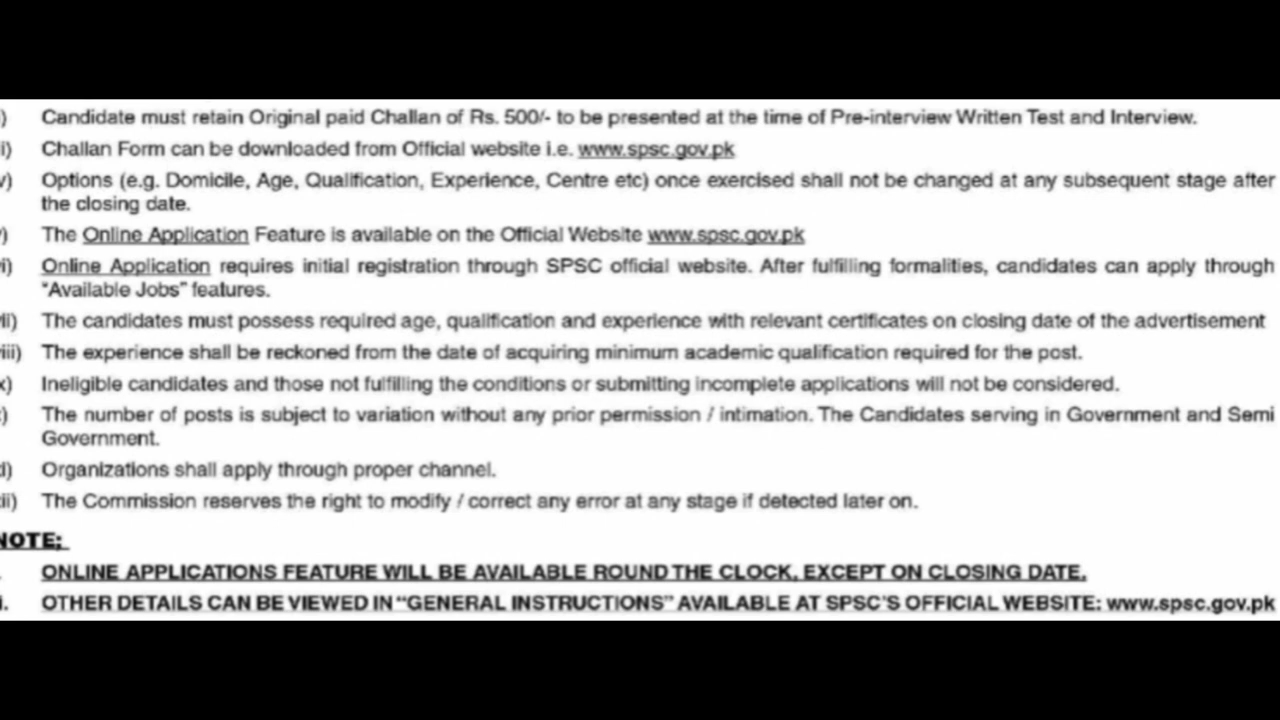 ) Candidate must retain Original paid Challan of Rs. 500/- to be presented at the time of Pre-interview Written Test and Interview.
i) Challan Form can be downloaded from Official website i.e. www.spsc.gov.pk
v) Options (e.g. Domicile, Age, Qualification, Experience, Centre etc) once exercised shall not be changed at any subsequent stage after
the closing date.
) The Online Application Feature is available on the Official Website www.spsc.gov.pk
i) Online Application requires initial registration through SPSC official website. After fulfilling formalities, candidates can apply through
“Available Jobs” features.
ii) The candidates must possess required age, qualification and experience with relevant certificates on closing date of the advertisement
iii) The experience shall be reckoned from the date of acquiring minimum academic qualification required for the post.
x) Ineligible candidates and those not fulfilling the conditions or submitting incomplete applications will not be considered.
) The number of posts is subject to variation without any prior permission / intimation. The Candidates serving in Government and Semi
Government.
i) Organizations shall apply through proper channel.
ii) The Commission reserves the right to modify / correct any error at any stage if detected later on.
NOTE;
. ONLINE APPLICATIONS FEATURE WILL BE AVAILABLE ROUND THE CLOCK, EXCEPT ON CLOSING DATE.
i. OTHER DETAILS CAN BE VIEWED IN “GENERAL INSTRUCTIONS” AVAILABLE AT SPSC’S OFFICIAL WEBSITE: www.spsc.gov.pk